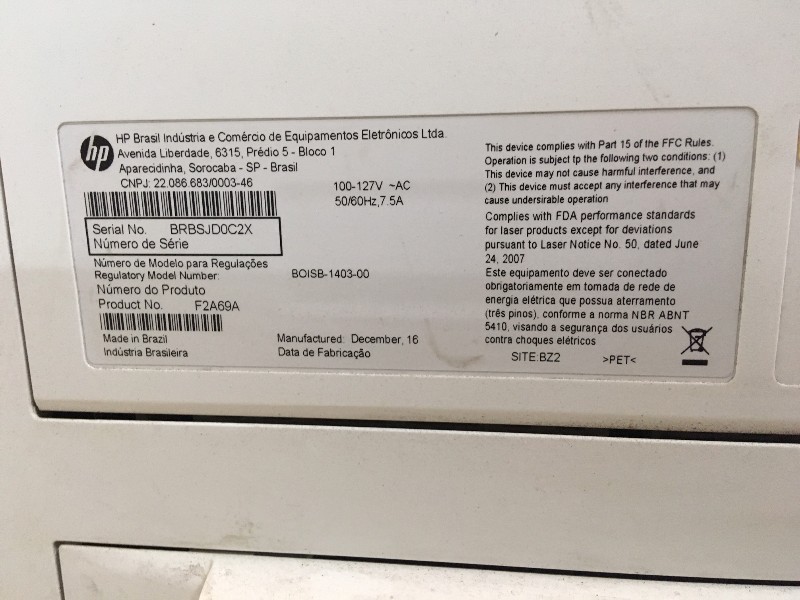 hp
HP Brasil Indústria e Comércio de Equipamentos Eletrônicos Ltda.
Avenida Liberdade, 6315, Prédio 5 - Bloco 1
Aparecidinha, Sorocaba - SP - Brasil
CNPJ: 22.086.683/0003-46
100-127V ~AC
50/60Hz,7.5A
Serial No. BRBSJD0C2X
Número de Série
Número de Modelo para Regulações
Regulatory Model Number: BOISB-1403-00
Número do Produto
Product No. F2A69A
Made in Brazil
Indústria Brasileira
Manufactured: December, 16
Data de Fabricação
This device complies with Part 15 of the FFC Rules.
Operation is subject tp the following two conditions: (1)
This device may not cause harmful interference, and
(2) This device must accept any interference, and that may
cause undersirable operation
Complies with FDA performance standards
for laser products except for deviations
pursuant to Laser Notice No. 50, dated June
24, 2007
Este equipamento deve ser conectado
obrigatoriamente em tomada de rede de
energia elétrica que possua aterramento
(três pinos), conforme a norma NBR ABNT
5410, visando a segurança dos usuários
contra choques elétricos
SITE:BZ2 >PET<